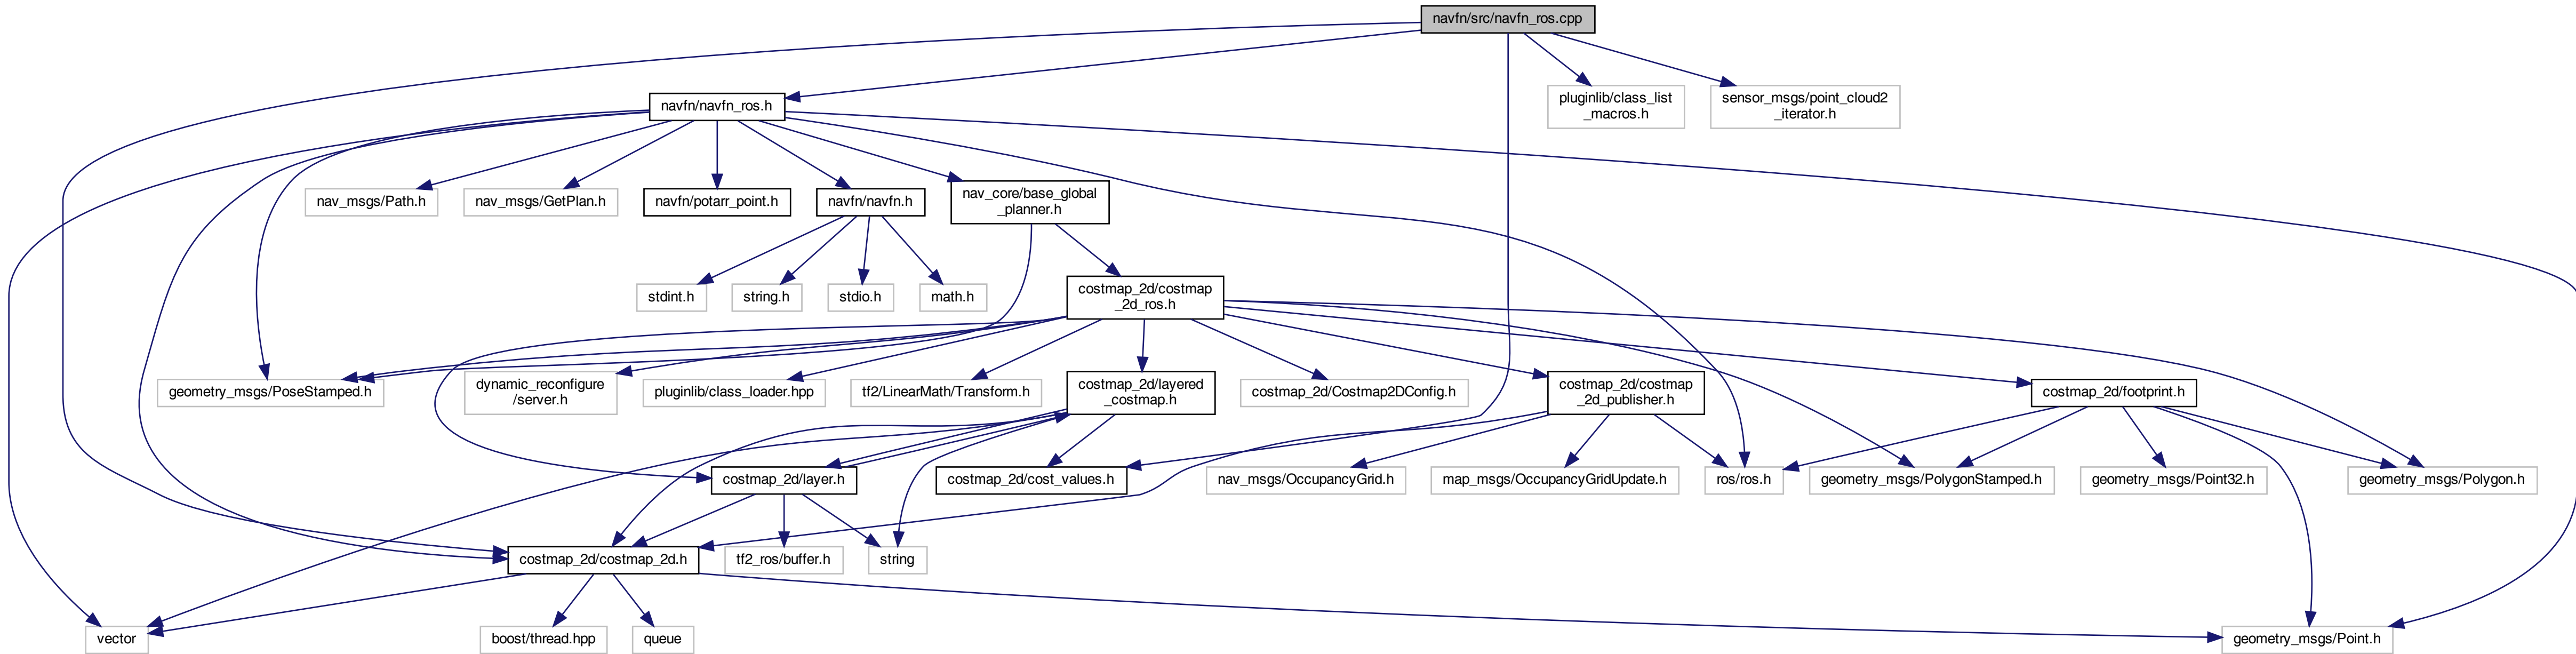 navfn/src/navfn_ros.cpp
navfn/navfn_ros.h
pluginlib/class_list
_macros.h
sensor_msgs/point_cloud2
_iterator.h
nav_msgs/Path.h
nav_msgs/GetPlan.h
navfn/potarr_point.h
navfn/navfn.h
nav_core/base_global
_planner.h
stdint.h
string.h
stdio.h
math.h
costmap_2d/costmap
_2d_ros.h
geometry_msgs/PoseStamped.h
dynamic_reconfigure
/server.h
pluginlib/class_loader.hpp
tf2/LinearMath/Transform.h
costmap_2d/layered
_costmap.h
costmap_2d/Costmap2DConfig.h
costmap_2d/costmap
_2d_publisher.h
costmap_2d/footprint.h
costmap_2d/layer.h
costmap_2d/cost_values.h
nav_msgs/OccupancyGrid.h
map_msgs/OccupancyGridUpdate.h
ros/ros.h
geometry_msgs/PolygonStamped.h
geometry_msgs/Point32.h
geometry_msgs/Polygon.h
costmap_2d/costmap_2d.h
tf2_ros/buffer.h
string
vector
boost/thread.hpp
queue
geometry_msgs/Point.h